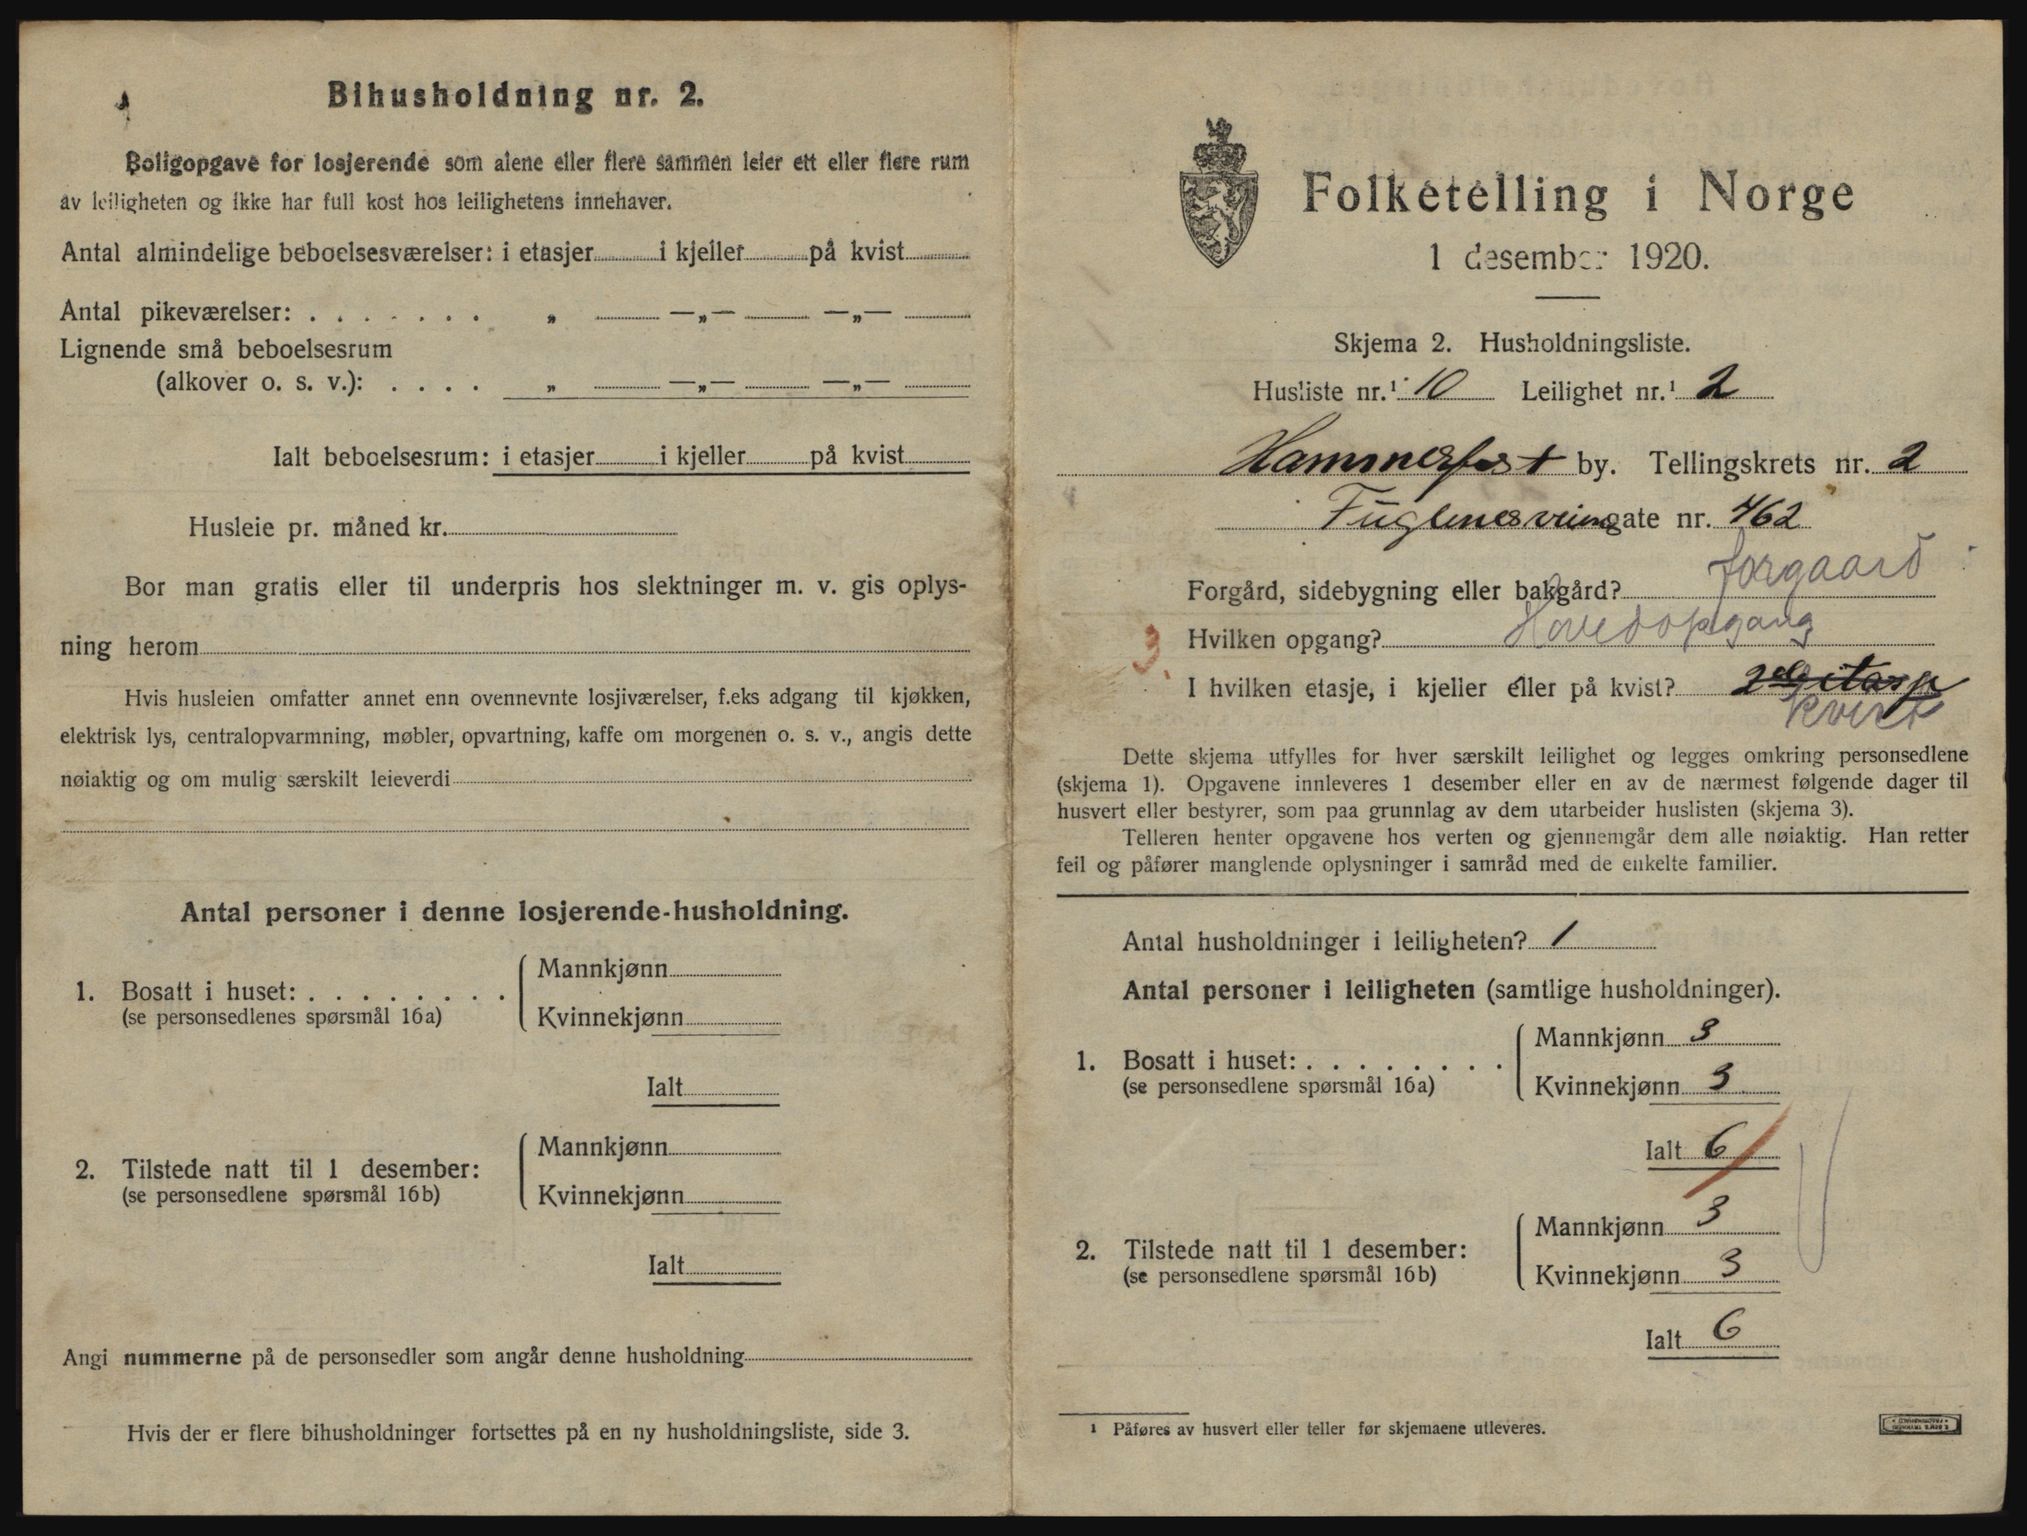 Bihusholdning nr. 2.
Boligopgave for losjerende som alene eller flere sammen leier ett eller flere rum
av leiligheten og ikke har full kost hos leilighetens innehaver.
Antal almindelige beboelsesværelser: i etasjer i kjeller på kvist
Antal pikeværelser: . . . . . . . „ —„— —„—
Lignende små beboelsesrum
(alkover o. s. v.): . . . . „ —„— —„—
Ialt beboelsesrum: i etasjer i kjeller på kvist
Husleie pr. måned kr.
Bor man gratis eller til underpris hos slektninger m. v. gis oplys-
ning herom
Hvis husleien omfatter annet enn ovennevnte losjiværelser, f.eks adgang til kjøkken,
elektrisk lys, centralopvarmning, møbler, opvartning, kaffe om morgenen o. s. v., angis dette
nøiaktig og om mulig særskilt leieverdi
Antal personer i denne losjerende-husholdning.
1. Bosatt i huset: . . . . . . . . Mannkjønn
(se personsedlenes spørsmål 16a) Kvinnekjønn
Ialt
2. Tilstede natt til 1 desember: Mannkjønn
(se personsedlene spørsmål 16b) Kvinnekjønn
Ialt
Angi nummerne på de personsedler som angår denne husholdning
Hvis der er flere bihusholdninger fortsettes på en ny husholdningsliste, side 3.
Folketelling i Norge
1 desember 1920.
Skjema 2. Husholdningsliste.
Husliste nr.¹ 10 Leilighet nr.¹ 2
Hammerfest by. Tellingskrets nr. 2
Fuglenesveien gate nr. 462
Forgård, sidebygning eller bakgård? forgaard
Hvilken opgang? Hovedopgang
3.
I hvilken etasje, i kjeller eller på kvist? 2den etasje
Kvist
Dette skjema utfylles for hver særskilt leilighet og legges omkring personsedlene
(skjema 1). Opgavene innleveres 1 desember eller en av de nærmest følgende dager til
husvert eller bestyrer, som paa grunnlag av dem utarbeider huslisten (skjema 3).
Telleren henter opgavene hos verten og gjennemgår dem alle nøiaktig. Han retter
feil og påfører manglende oplysninger i samråd med de enkelte familier.
Antal husholdninger i leiligheten? 1
Antal personer i leiligheten (samtlige husholdninger).
1. Bosatt i huset: . . . . . . . . Mannkjønn 3
(se personsedlene spørsmål 16a) Kvinnekjønn 3
Ialt 6
2. Tilstede natt til 1 desember: Mannkjønn 3
(se personsedlene spørsmål 16b) Kvinnekjønn 3
Ialt 6
¹ Påføres av husvert eller teller før skjemaene utleveres.